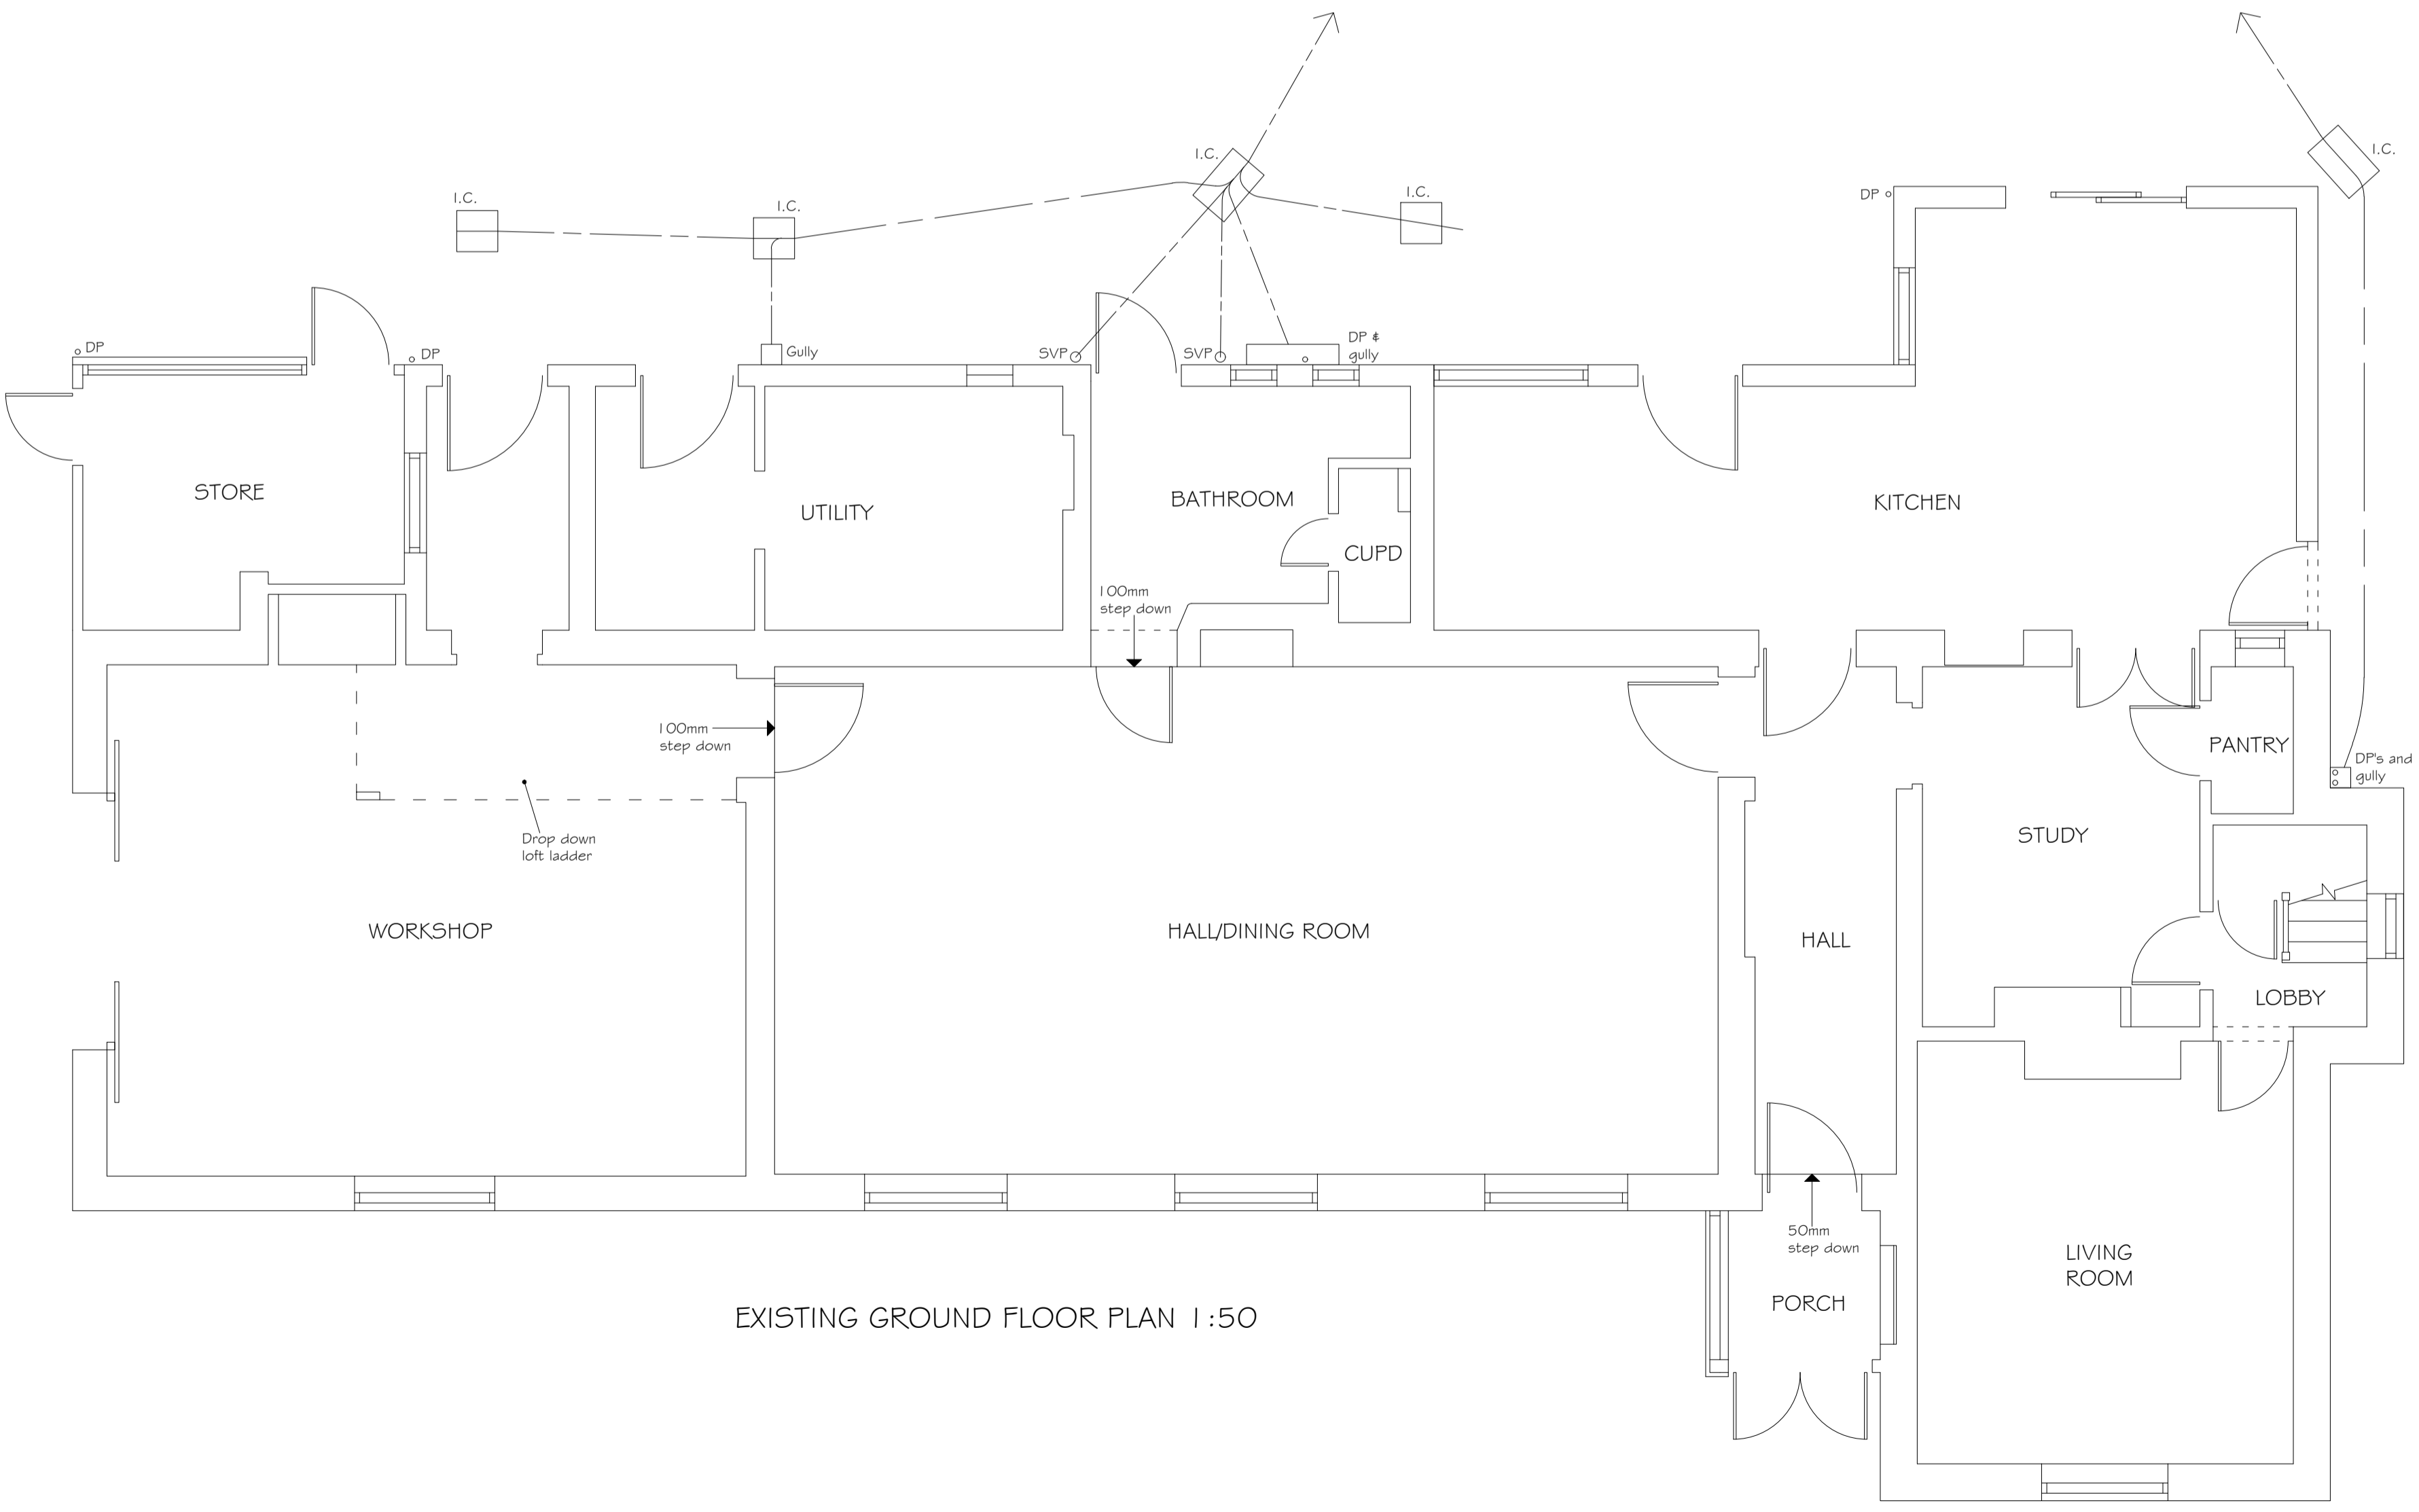 I.C.
I.C.
I.C.
I.C.
I.C.
DP
DP
DP
Gully
SVP
SVP
DP &
gully
STORE
UTILITY
BATHROOM
KITCHEN
CUPD
100mm
step down
100mm
step down
PANTRY
DP's and
gully
Drop down
loft ladder
STUDY
WORKSHOP
HALL/DINING ROOM
HALL
LOBBY
50mm
step down
LIVING
ROOM
PORCH
EXISTING GROUND FLOOR PLAN 1:50